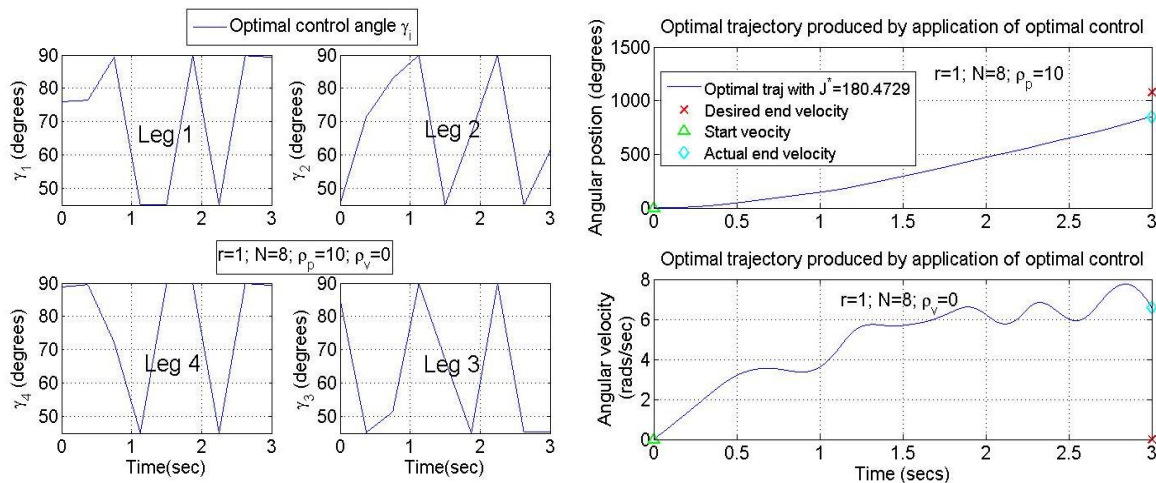 Optimal control angle γi
90
80
70
60
50
γ1 (degrees)
Leg 1
0
1
2
3
90
80
70
60
50
γ2 (degrees)
Leg 2
0
1
2
3
r=1; N=8; ρp=10; ρv=0
90
80
70
60
50
γ4 (degrees)
Leg 4
0
1
2
3
Time(sec)
90
80
70
60
50
γ3 (degrees)
Leg 3
0
1
2
3
Time(sec)
Optimal trajectory produced by application of optimal control
1500
1000
500
0
Angular postion (degrees)
r=1; N=8; ρp=10
Optimal traj with J*=180.4729
Desired end velocity
Start veocity
Actual end velocity
0
0.5
1
1.5
2
2.5
3
Optimal trajectory produced by application of optimal control
8
6
4
2
0
Angular velocity
(rads/sec)
r=1; N=8; ρv=0
0
0.5
1
1.5
2
2.5
3
Time (secs)